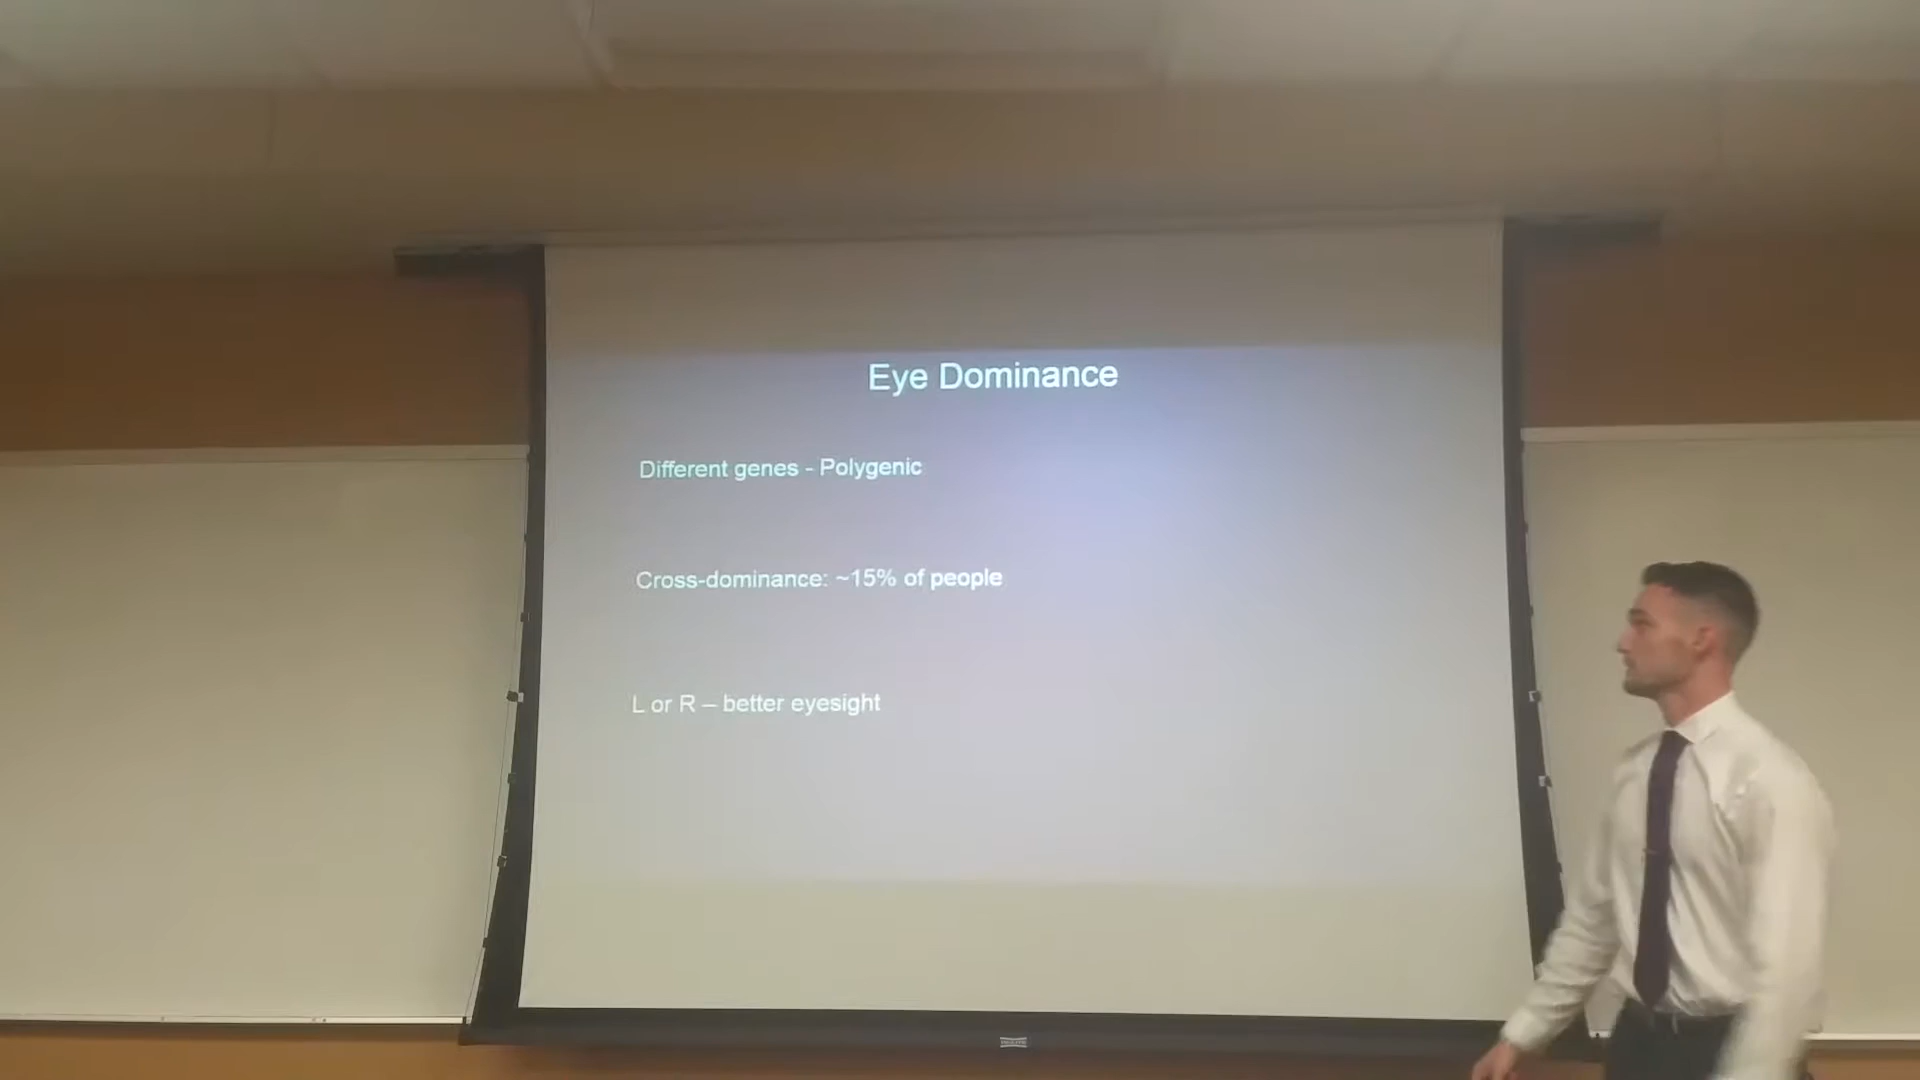 Eye Dominance
Different genes - Polygenic
Cross-dominance: ~15% of people
L or R – better eyesight